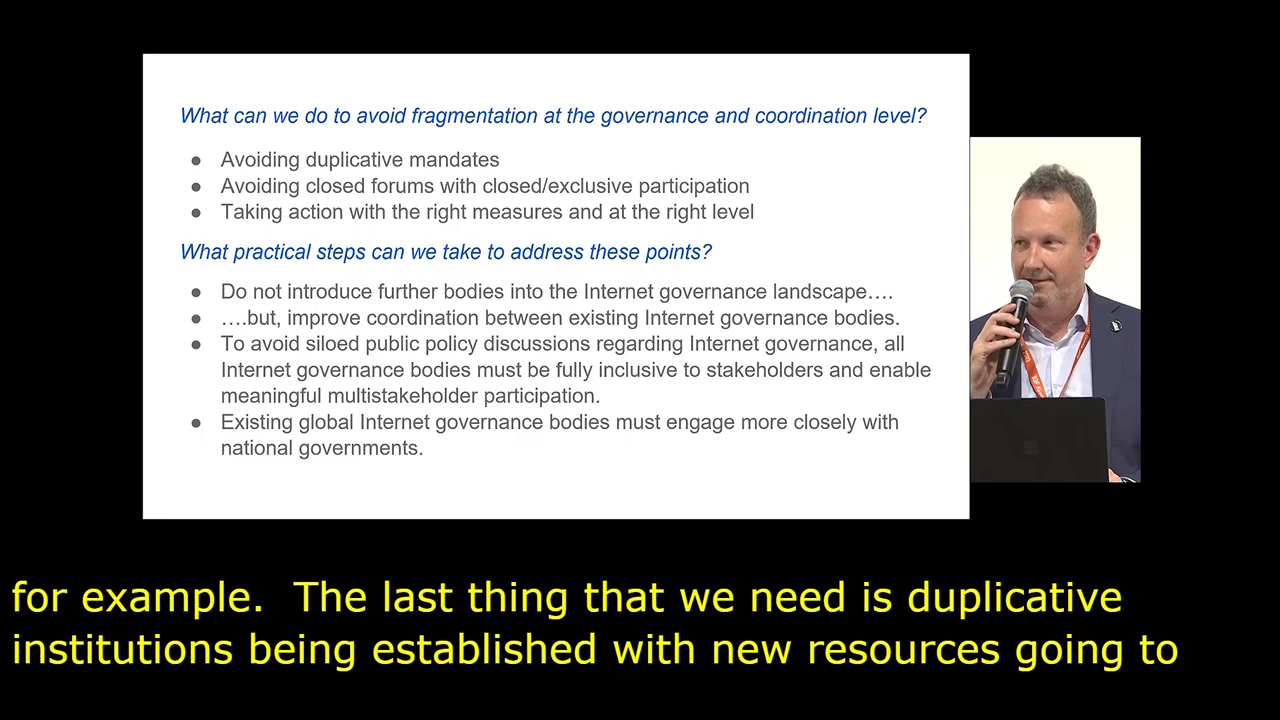 What can we do to avoid fragmentation at the governance and coordination level?
● Avoiding duplicative mandates
● Avoiding closed forums with closed/exclusive participation
● Taking action with the right measures and at the right level
What practical steps can we take to address these points?
● Do not introduce further bodies into the Internet governance landscape….
● ….but, improve coordination between existing Internet governance bodies.
● To avoid siloed public policy discussions regarding Internet governance, all
Internet governance bodies must be fully inclusive to stakeholders and enable
meaningful multistakeholder participation.
● Existing global Internet governance bodies must engage more closely with
national governments.
for example.  The last thing that we need is duplicative
institutions being established with new resources going to